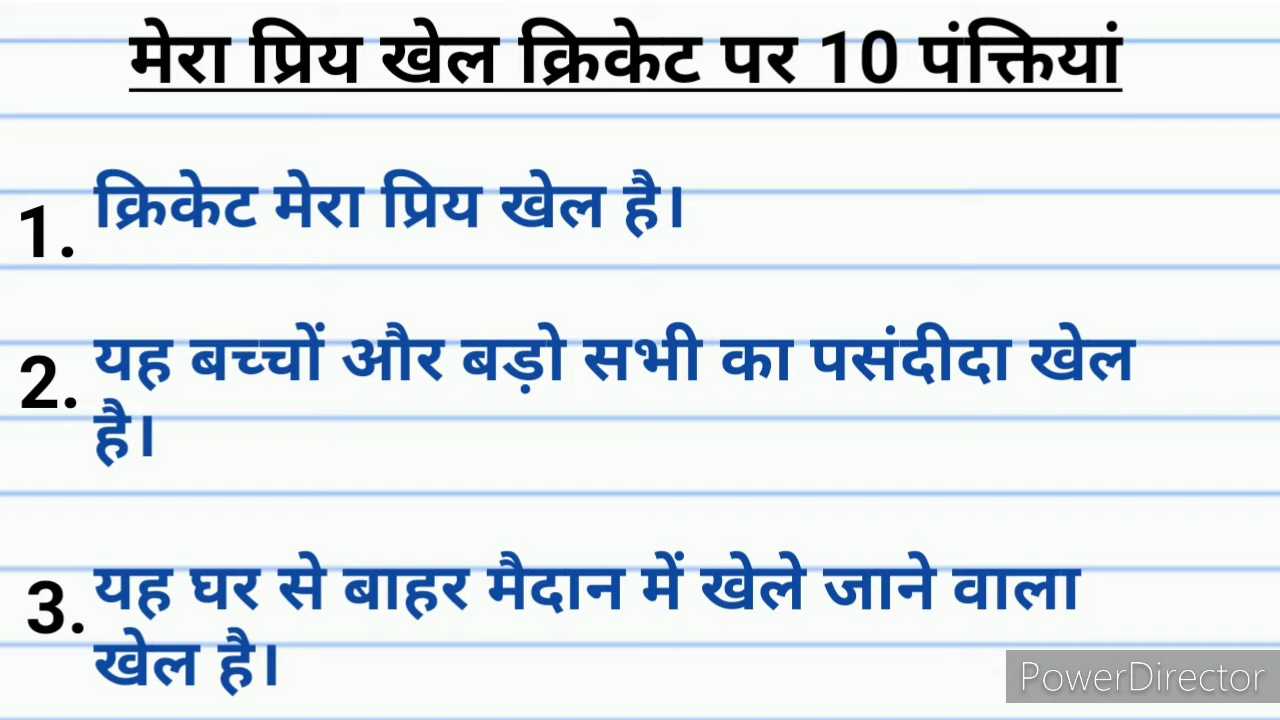 मेरा प्रिय खेल क्रिकेट पर 10 पंक्तियां
1. क्रिकेट मेरा प्रिय खेल है।
2. यह बच्चों और बड़ो सभी का पसंदीदा खेल
है।
3. यह घर से बाहर मैदान में खेले जाने वाला
खेल है।
PowerDirector